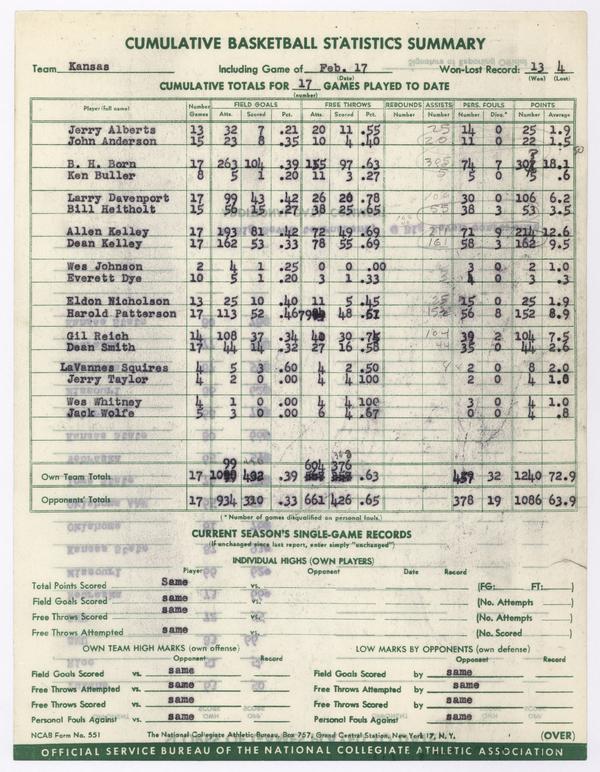 CUMULATIVE BASKETBALL STATISTICS SUMMARY
Team Kansas Including Game of Feb. 17 (Date) Won-Lost Record: 13 (Won) 4 (Lost)
CUMULATIVE TOTALS FOR 17 (number) GAMES PLAYED TO DATE
Player (full name) Number Games FIELD GOALS FREE THROWS REBOUNDS ASSISTS PERS. FOULS POINTS
Atts. Scored Pct. Atts. Scored Pct. Number Number Number Disq.* Number Average
Jerry Alberts 13 32 7 .21 20 11 .55 25 14 0 25 1.9
John Anderson 15 23 8 .35 10 4 .40 20 11 0 22 1.5
B. H. Born 17 263 104 .39 155 97 .63 305 74 7 307 18.1
Ken Buller 8 5 1 .20 11 3 .27 5 0 5 .6
Larry Davenport 17 99 43 .42 26 20 .78 30 0 106 6.2
Bill Heitholt 15 56 15 .27 38 25 .65 55 38 3 53 3.5
Allen Kelley 17 193 81 .42 72 49 .69 71 9 214 12.6
Dean Kelley 17 162 53 .33 78 55 .69 161 58 3 162 9.5
Wes Johnson 2 4 1 .25 0 0 .00 3 0 2 1.0
Everett Dye 10 5 1 .20 3 1 .33 4 0 3 .3
Eldon Nicholson 13 25 10 .40 11 5 .45 15 0 25 1.9
Harold Patterson 17 113 52 .46 48 .61 56 8 152 8.9
Gil Reich 14 108 37 .34 30 39 2 104 7.5
Dean Smith 17 44 14 .32 27 16 .58 44 35 0 44 2.6
LaVannes Squires 4 5 3 .60 4 2 .50 2 0 8 2.0
Jerry Taylor 4 2 0 .00 4 4 100 2 0 4 1.0
Wes Whitney 4 1 0 .00 4 4 100 3 0 4 1.0
Jack Wolfe 5 3 0 .00 6 4 .67 0 0 4 .8
99 604 376
Own Team Totals 17 432 .39 .63 32 1240 72.9
Opponents' Totals 17 934 330 .33 661 426 .65 378 19 1086 63.9
(* Number of games disqualified on personal fouls.)
CURRENT SEASON'S SINGLE-GAME RECORDS
(If unchanged since last report, enter simply "unchanged")
INDIVIDUAL HIGHS (OWN PLAYERS)
Player Opponent Date Record
Total Points Scored Same vs. (FG: FT: )
Field Goals Scored same vs. (No. Attempts )
Free Throws Scored same vs. (No. Attempts )
Free Throws Attempted same vs. (No. Scored )
OWN TEAM HIGH MARKS (own offense) LOW MARKS BY OPPONENTS (own defense)
Opponent Record Opponent Record
Field Goals Scored vs. same Field Goals Scored by same
Free Throws Attempted vs. same Free Throws Attempted by same
Free Throws Scored vs. same Free Throws Scored by same
Personal Fouls Against vs. same Personal Fouls Against by same
NCAB Form No. 551 The National Collegiate Athletic Bureau, Box 757, Grand Central Station, New York 17, N. Y. (OVER)
OFFICIAL SERVICE BUREAU OF THE NATIONAL COLLEGIATE ATHLETIC ASSOCIATION